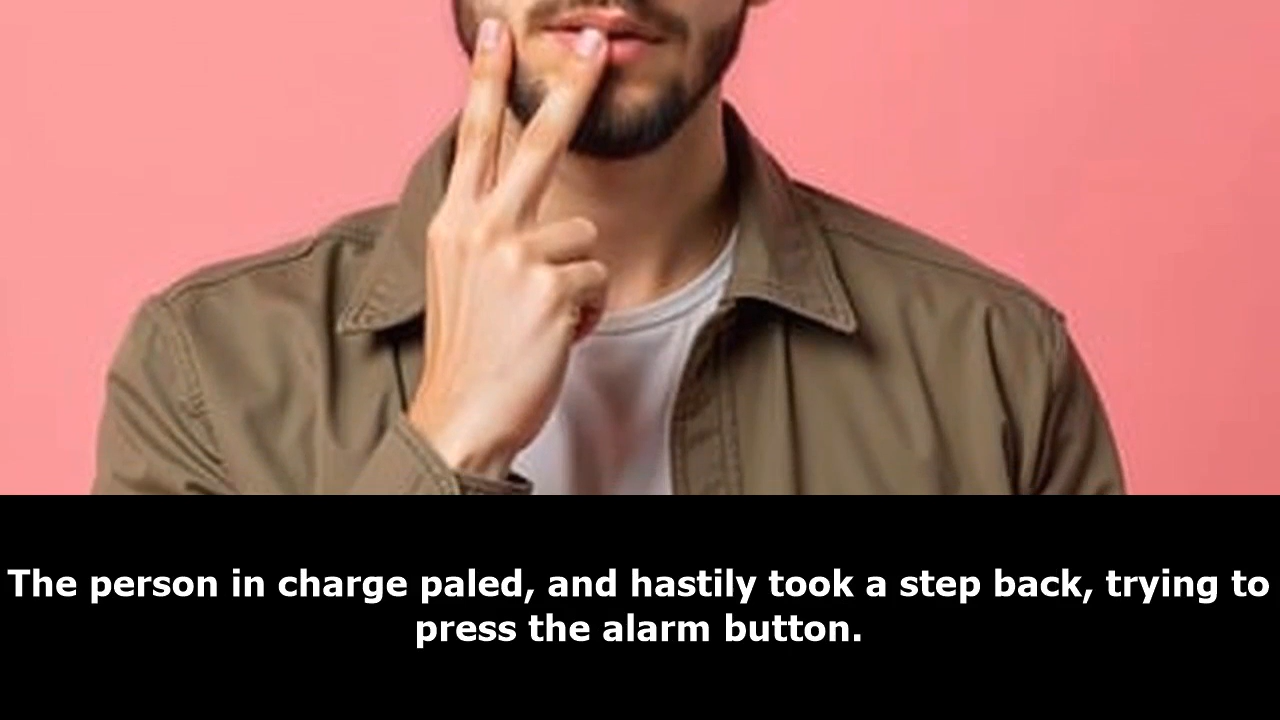 The person in charge paled, and hastily took a step back, trying to
press the alarm button.